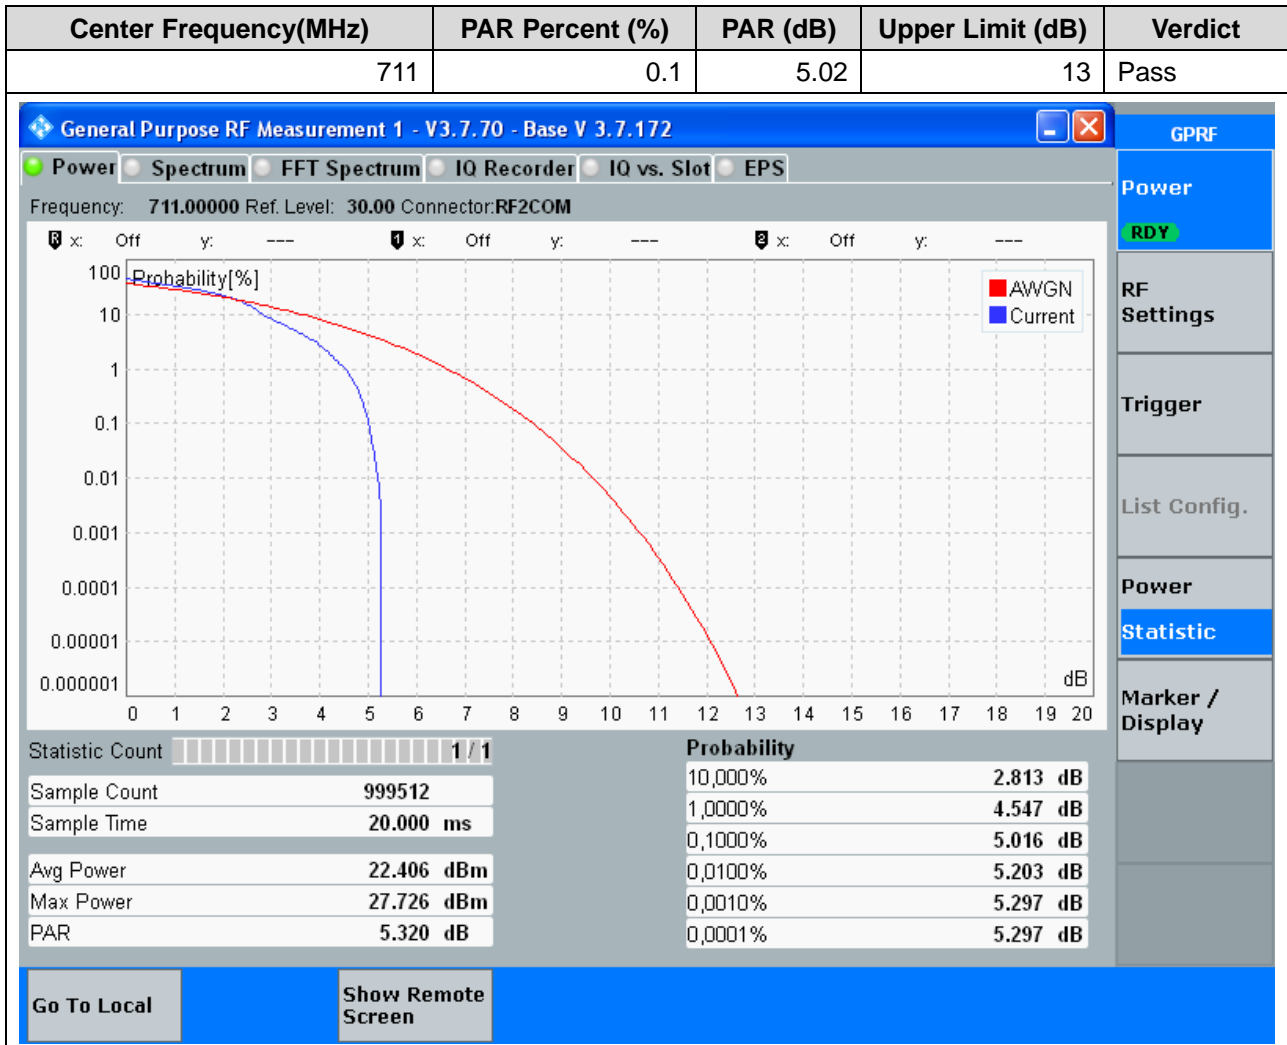 Center Frequency(MHz) PAR Percent (%) PAR (dB) Upper Limit (dB) Verdict
711 0.1 5.02 13 Pass
General Purpose RF Measurement 1 - V3.7.70 - Base V 3.7.172
GPRF
Power Spectrum FFT Spectrum IQ Recorder IQ vs. Slot EPS
Power
RDY
Frequency: 711.00000 Ref. Level: 30.00 Connector:RF2COM
R x: Off y: --- 1 x: Off y: --- 2 x: Off y: ---
Probability[%]
100
10
1
0.1
0.01
0.001
0.0001
0.00001
0.000001
AWGN
Current
dB
0 1 2 3 4 5 6 7 8 9 10 11 12 13 14 15 16 17 18 19 20
RF
Settings
Trigger
List Config.
Power
Statistic
Marker /
Display
Statistic Count 1 / 1
Sample Count 999512
Sample Time 20.000 ms
Avg Power 22.406 dBm
Max Power 27.726 dBm
PAR 5.320 dB
Probability
10,000% 2.813 dB
1,0000% 4.547 dB
0,1000% 5.016 dB
0,0100% 5.203 dB
0,0010% 5.297 dB
0,0001% 5.297 dB
Go To Local
Show Remote
Screen